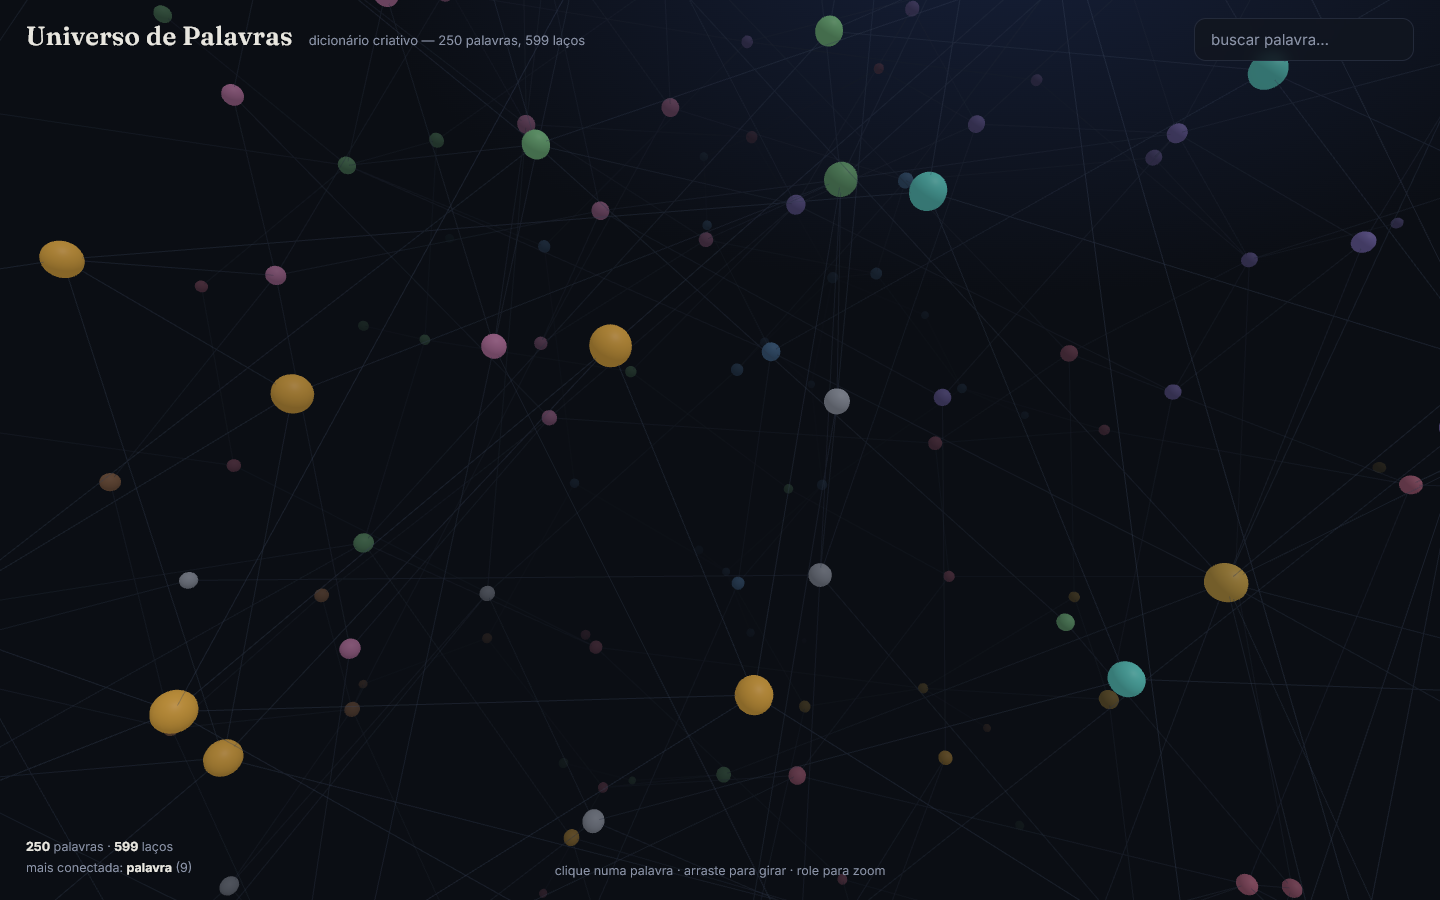 Universo de Palavras
dicionário criativo — 250 palavras, 599 laços
buscar palavra...
250 palavras · 599 laços
mais conectada: palavra (9)
clique numa palavra · arraste para girar · role para zoom